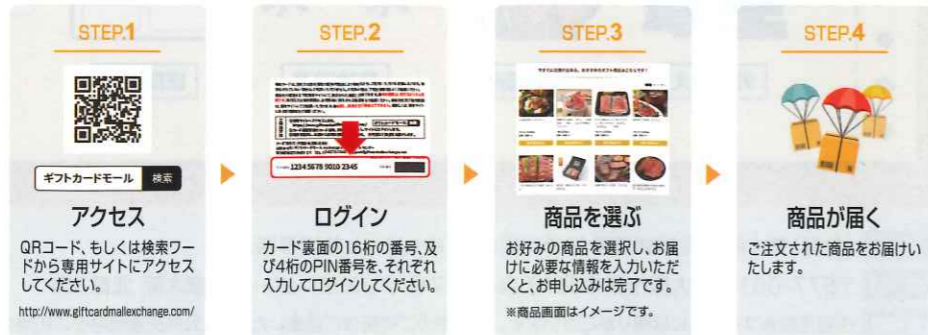 STEP.1
ギフトカードモール 検索
アクセス
QRコード、もしくは検索ワー
ドから専用サイトにアクセス
してください。
http://www.giftcardmallexchange.com/
STEP.2
1234 5678 9010 2345
ログイン
カード裏面の16桁の番号、及
び4桁のPIN番号を、それぞれ
入力してログインしてください。
STEP.3
商品を選ぶ
お好みの商品を選択し、お届
けに必要な情報を入力いただ
くと、お申し込みは完了です。
※商品画面はイメージです。
STEP.4
商品が届く
ご注文された商品をお届けい
たします。